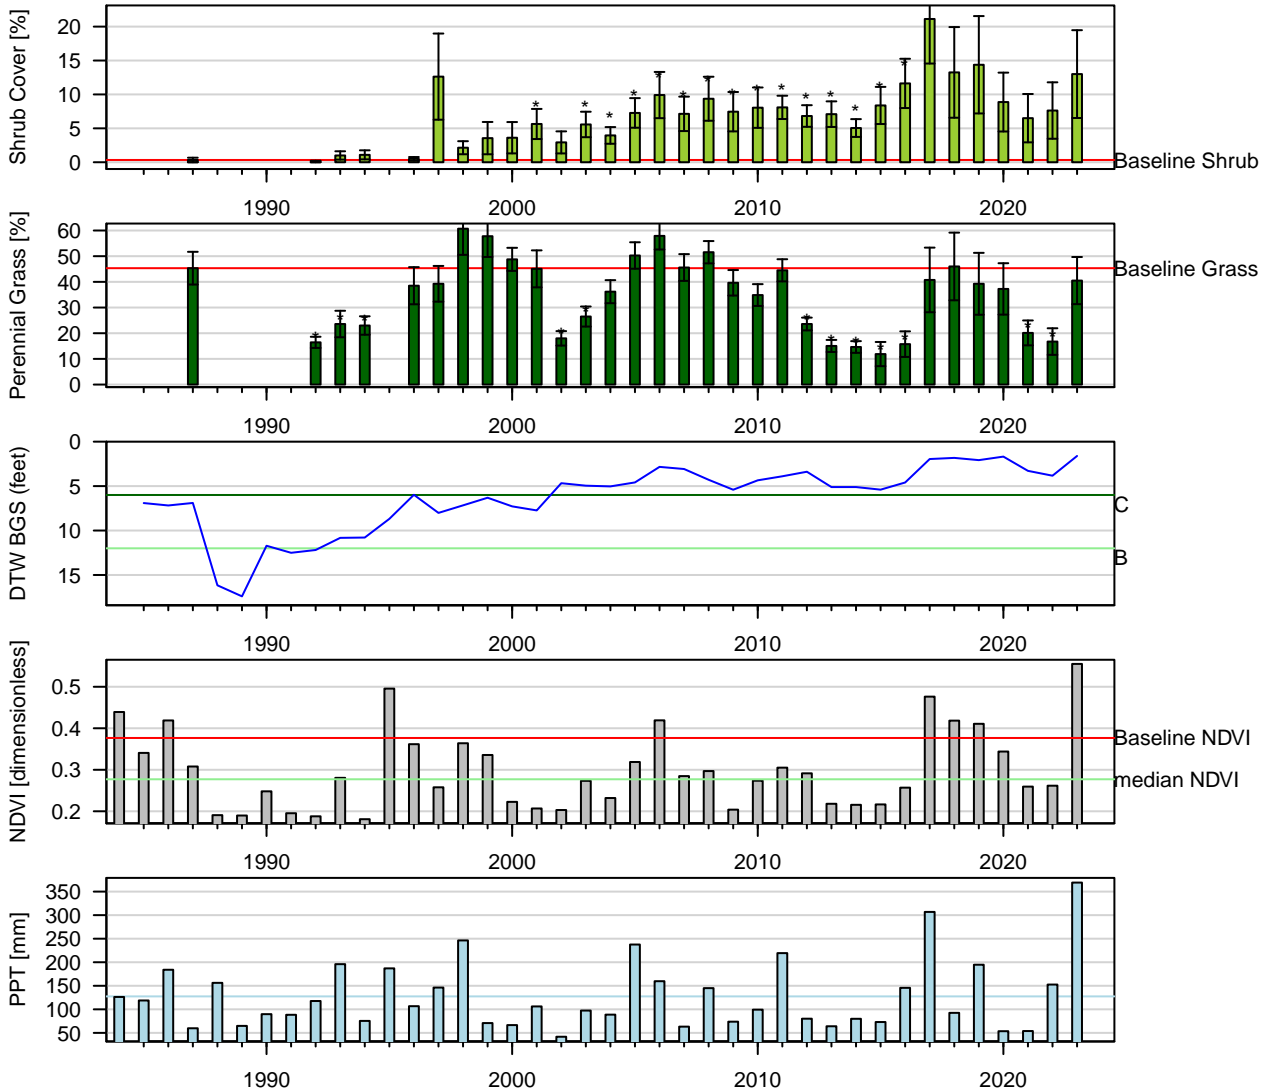 Shrub Cover [%]
20
15
10
5
0
* * * * * * * * * * * * * * *
Baseline Shrub
1990 2000 2010 2020
Perennial Grass [%]
60
50
40
30
20
10
0
* * * * * * * * * * * *
Baseline Grass
1990 2000 2010 2020
DTW BGS (feet)
0
5
10
15
C
B
1990 2000 2010 2020
NDVI [dimensionless]
0.5
0.4
0.3
0.2
Baseline NDVI
median NDVI
1990 2000 2010 2020
PPT [mm]
350
300
250
200
150
100
50
1990 2000 2010 2020